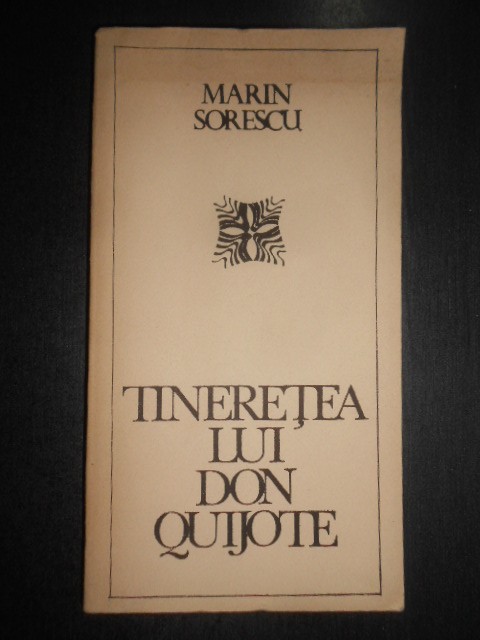 MARIN
SORESCU
TINEREȚEA
LUI
DON
QUIJOTE